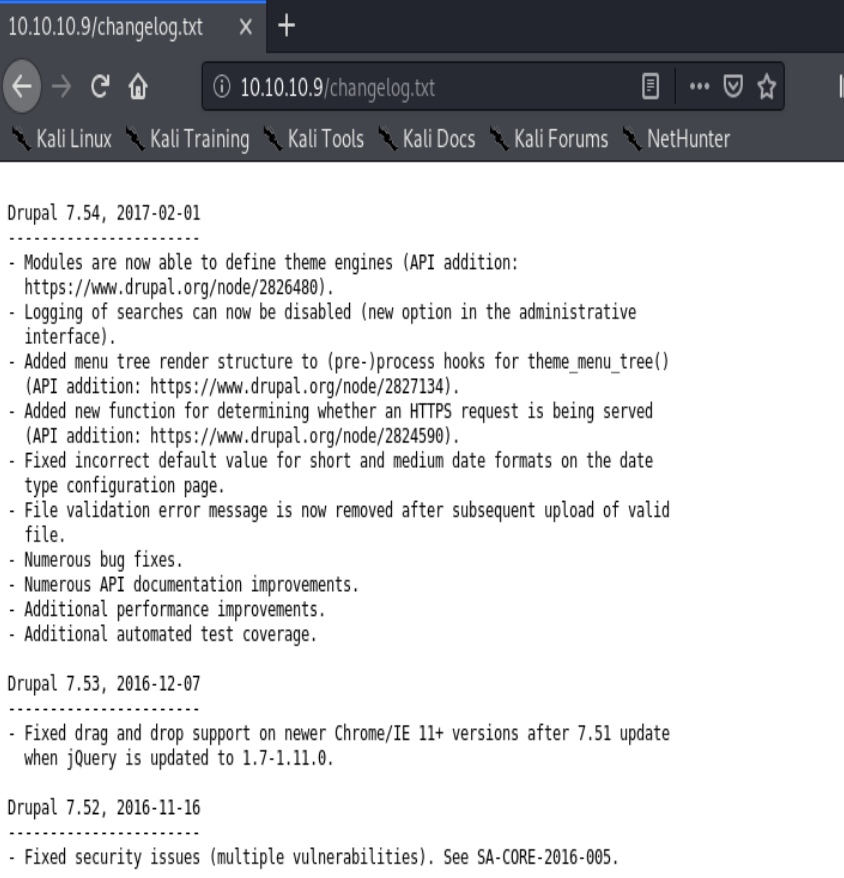 10.10.10.9/changelog.txt × +
10.10.10.9/changelog.txt
Kali Linux Kali Training Kali Tools Kali Docs Kali Forums NetHunter
Drupal 7.54, 2017-02-01
-----------------------
- Modules are now able to define theme engines (API addition:
https://www.drupal.org/node/2826480).
- Logging of searches can now be disabled (new option in the administrative
interface).
- Added menu tree render structure to (pre-)process hooks for theme_menu_tree()
(API addition: https://www.drupal.org/node/2827134).
- Added new function for determining whether an HTTPS request is being served
(API addition: https://www.drupal.org/node/2824590).
- Fixed incorrect default value for short and medium date formats on the date
type configuration page.
- File validation error message is now removed after subsequent upload of valid
file.
- Numerous bug fixes.
- Numerous API documentation improvements.
- Additional performance improvements.
- Additional automated test coverage.
Drupal 7.53, 2016-12-07
-----------------------
- Fixed drag and drop support on newer Chrome/IE 11+ versions after 7.51 update
when jQuery is updated to 1.7-1.11.0.
Drupal 7.52, 2016-11-16
-----------------------
- Fixed security issues (multiple vulnerabilities). See SA-CORE-2016-005.